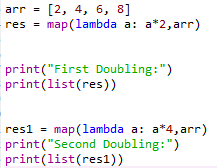 arr = [2, 4, 6, 8]
res = map(lambda a: a*2,arr)
print("First Doubling:")
print(list(res))
res1 = map(lambda a: a*4,arr)
print("Second Doubling:")
print(list(res1))